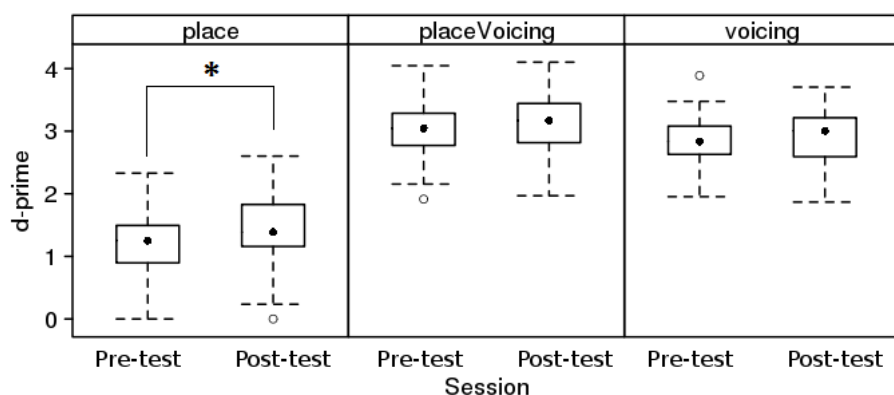 place placeVoicing voicing
*
d-prime
4
3
2
1
0
Pre-test Post-test Pre-test Post-test Pre-test Post-test
Session